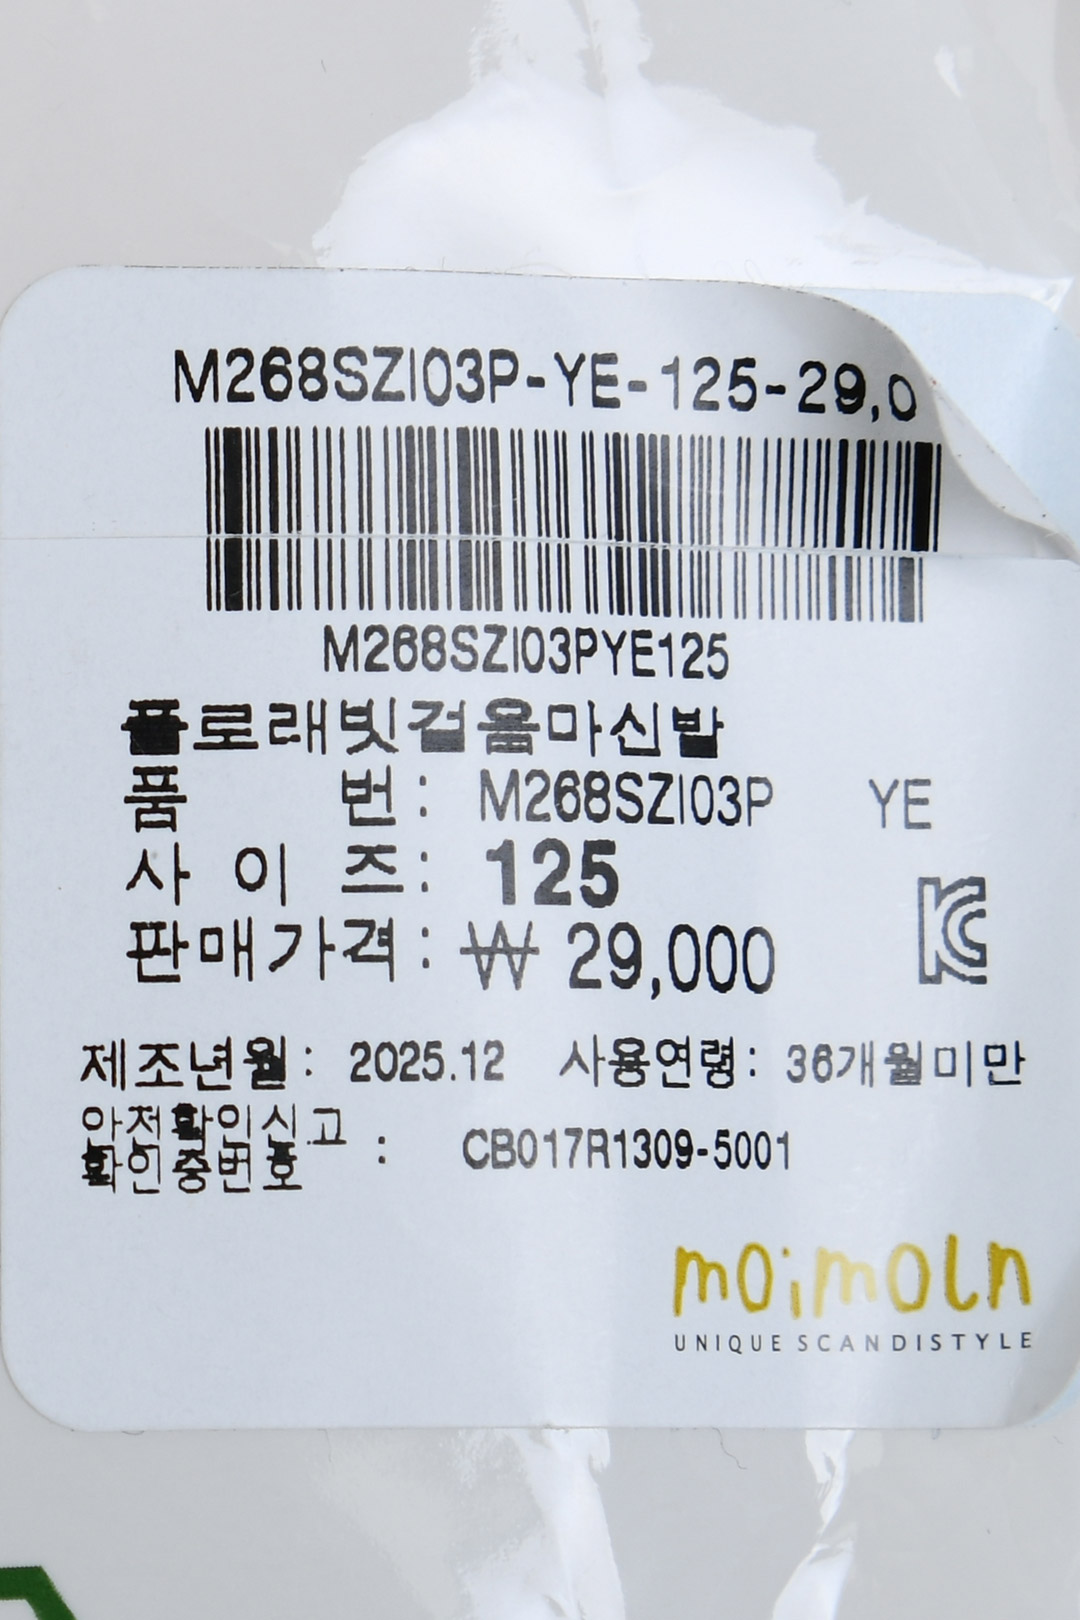 M268SZI03P-YE-125-29,0
M268SZI03PYE125
플로래빗걸음마신발
품 번: M268SZI03P YE
사 이 즈: 125
판매가격: ₩ 29,000
KC
제조년월: 2025.12 사용연령: 36개월미만
안전확인신고
확인증번호 : CB017R1309-5001
moimoln
UNIQUE SCANDISTYLE